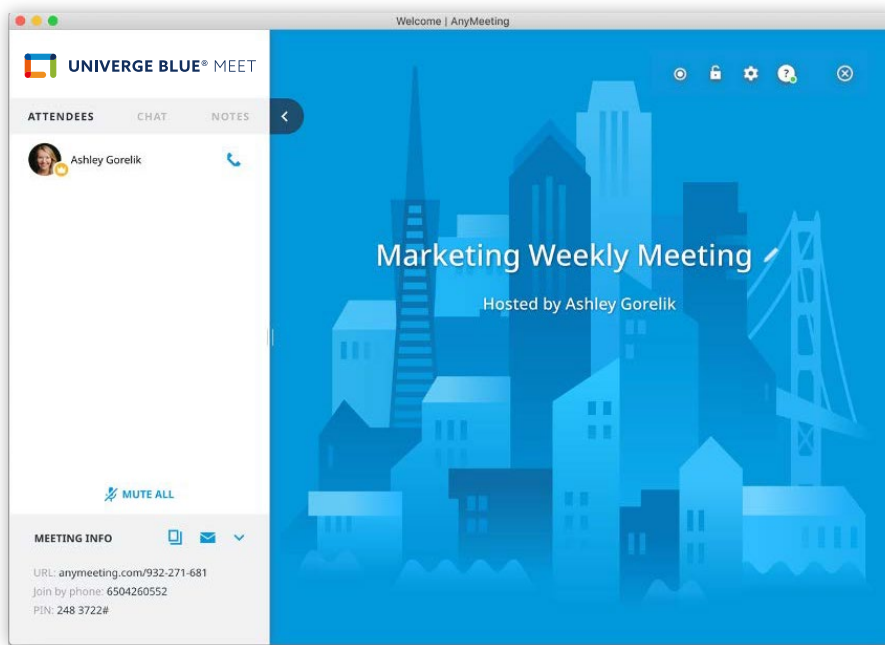 Welcome | AnyMeeting
UNIVERGE BLUE® MEET
ATTENDEES CHAT NOTES
Ashley Gorelik
Marketing Weekly Meeting
Hosted by Ashley Gorelik
MUTE ALL
MEETING INFO
URL: anymeeting.com/932-271-681
Join by phone: 6504260552
PIN: 248 3722#